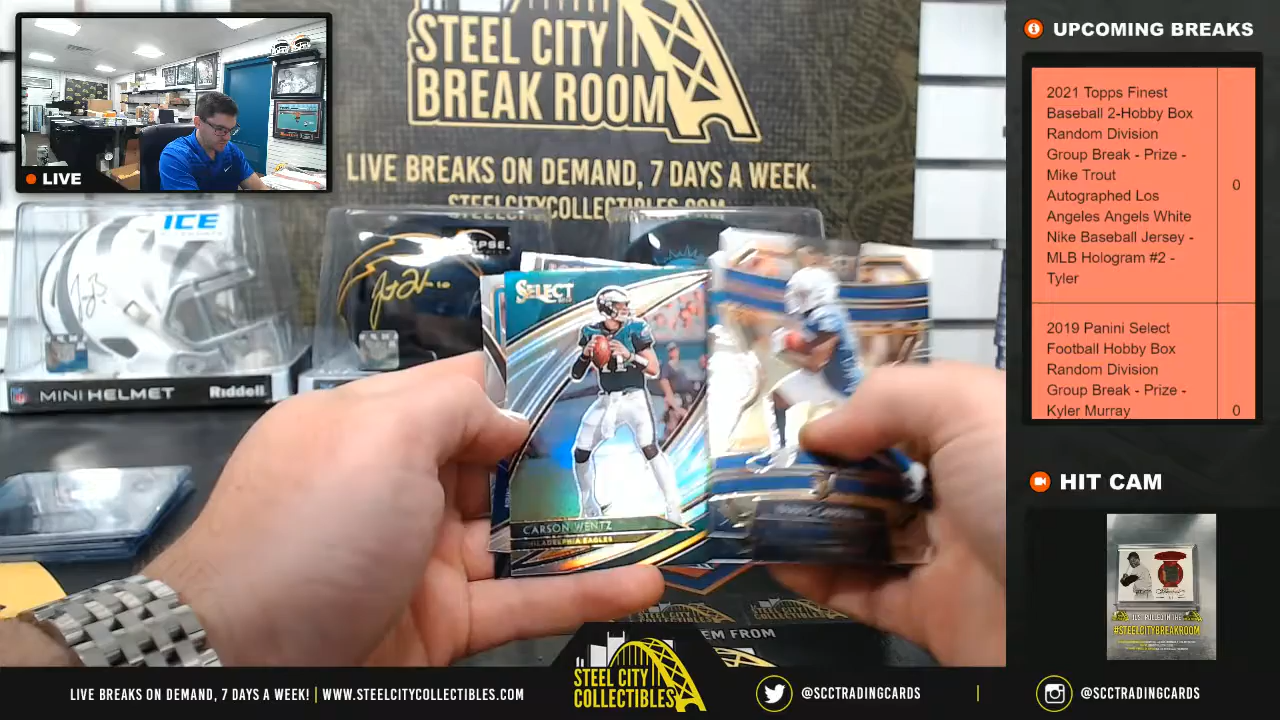 LIVE
STEEL CITY
BREAK ROOM
LIVE BREAKS ON DEMAND, 7 DAYS A WEEK.
STEELCITYCOLLECTIBLES.COM
ICE
MINI HELMET
Riddell
SELECT
CARSON WENTZ
PHILADELPHIA EAGLES
EM FROM
UPCOMING BREAKS
2021 Topps Finest
Baseball 2-Hobby Box
Random Division
Group Break - Prize -
Mike Trout
Autographed Los
Angeles Angels White
Nike Baseball Jersey -
MLB Hologram #2 -
Tyler
0
2019 Panini Select
Football Hobby Box
Random Division
Group Break - Prize -
Kyler Murray
0
HIT CAM
#STEELCITYBREAKROOM
LIVE BREAKS ON DEMAND, 7 DAYS A WEEK! | WWW.STEELCITYCOLLECTIBLES.COM
STEEL CITY
COLLECTIBLES
@SCCTRADINGCARDS
@SCCTRADINGCARDS